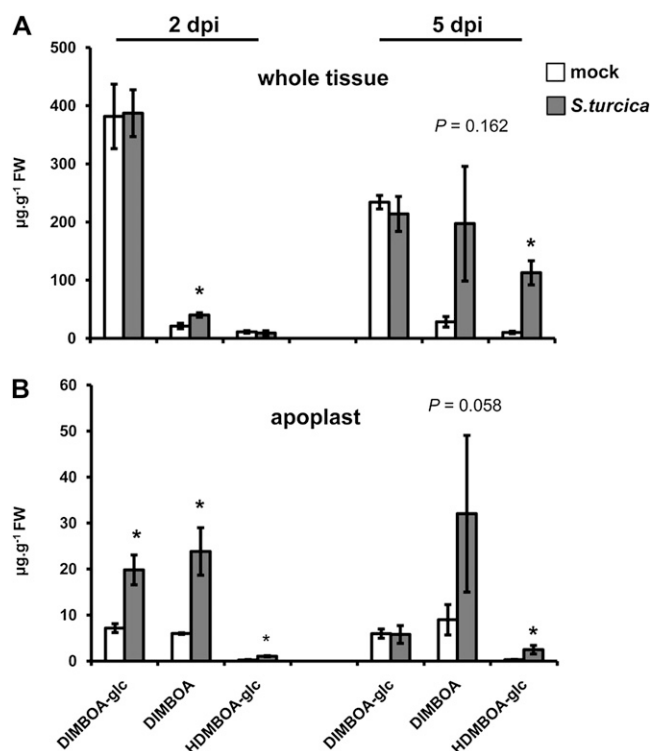 A
2 dpi
5 dpi
500
400
300
200
100
0
µg.g⁻¹ FW
whole tissue
mock
S.turcica
P = 0.162
*
*
B
60
50
40
30
20
10
0
µg.g⁻¹ FW
apoplast
P = 0.058
*
*
*
*
DIMBOA-glc
DIMBOA
HDMBOA-glc
DIMBOA-glc
DIMBOA
HDMBOA-glc